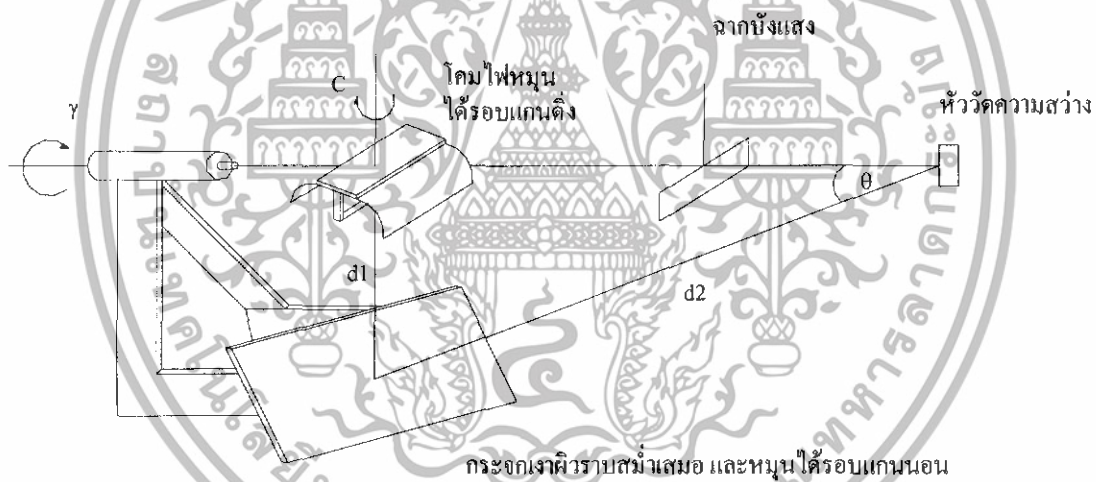 ฉากบังแสง
โคมไฟหมุน
ได้รอบแกนดิ่ง
C
γ
หัววัดความสว่าง
θ
d1
d2
กระจกเงาผิวราบสม่ำเสมอ และหมุนได้รอบแกนนอน